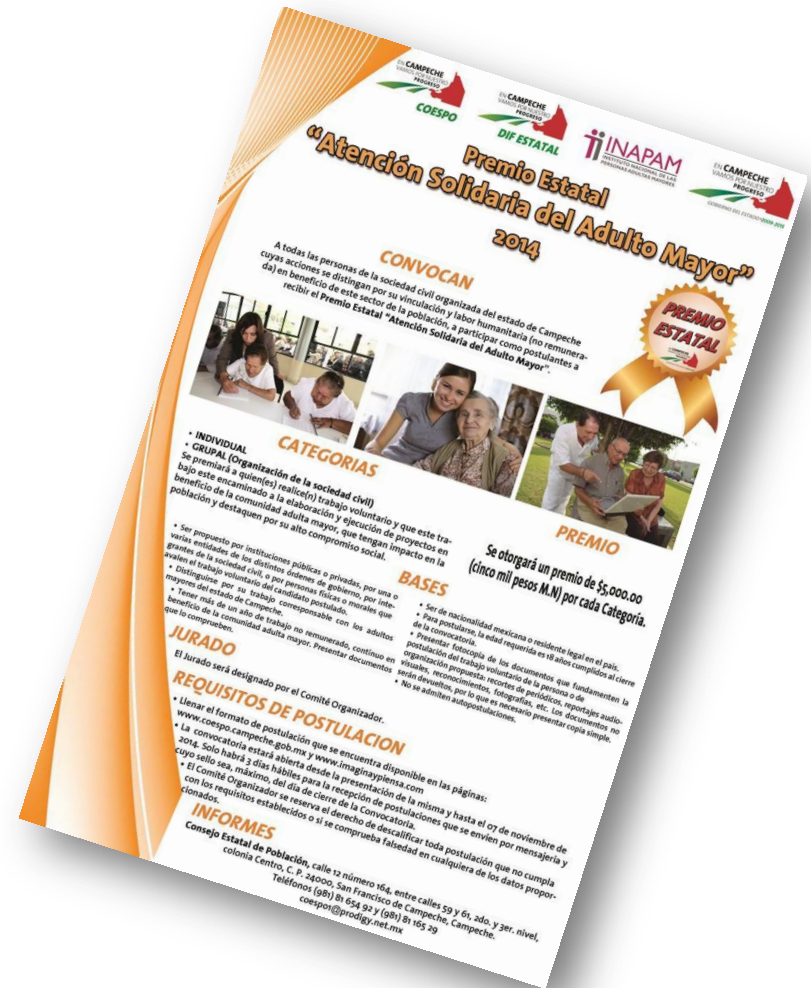 EN CAMPECHE
VAMOS POR NUESTRO
PROGRESO
COESPO
EN CAMPECHE
VAMOS POR NUESTRO
PROGRESO
DIF ESTATAL
INAPAM
INSTITUTO NACIONAL DE LAS
PERSONAS ADULTAS MAYORES
EN CAMPECHE
VAMOS POR NUESTRO
PROGRESO
GOBIERNO DEL ESTADO 2009-2015
Premio Estatal
“Atención Solidaria del Adulto Mayor”
2014
CONVOCAN
A todas las personas de la sociedad civil organizada del estado de Campeche
cuyas acciones se distingan por su vinculación y labor humanitaria (no remunera-
da) en beneficio de este sector de la población, a participar como postulantes a
recibir el Premio Estatal “Atención Solidaria del Adulto Mayor”.
PREMIO
ESTATAL
CATEGORIAS
• INDIVIDUAL
• GRUPAL (Organización de la sociedad civil)
Se premiará a quien(es) realice(n) trabajo voluntario y que este tra-
bajo este encaminado a la elaboración y ejecución de proyectos en
beneficio de la comunidad adulta mayor, que tengan impacto en la
población y destaquen por su alto compromiso social.
PREMIO
Se otorgará un premio de $5,000.00
(cinco mil pesos M.N) por cada Categoría.
BASES
• Ser propuesto por instituciones públicas o privadas, por una o
varias entidades de los distintos órdenes de gobierno, por inte-
grantes de la sociedad civil, o por personas físicas o morales que
avalen el trabajo voluntario del candidato postulado.
• Distinguirse por su trabajo corresponsable con los adultos
mayores del estado de Campeche.
• Tener más de un año de trabajo no remunerado, continuo en
beneficio de la comunidad adulta mayor. Presentar documentos
que lo comprueben.
• Ser de nacionalidad mexicana o residente legal en el país.
• Para postularse, la edad requerida es 18 años cumplidos al cierre
de la convocatoria.
• Presentar fotocopia de los documentos que fundamenten la
postulación del trabajo voluntario de la persona o de
organización propuesta: recortes de periódicos, reportajes audio-
visuales, reconocimientos, fotografías, etc. Los documentos no
serán devueltos, por lo que es necesario presentar copia simple.
• No se admiten autopostulaciones.
JURADO
El Jurado será designado por el Comité Organizador.
REQUISITOS DE POSTULACION
• Llenar el formato de postulación que se encuentra disponible en las páginas:
www.coespo.campeche.gob.mx y www.imaginaypiensa.com
• La convocatoria estará abierta desde la presentación de la misma y hasta el 07 de noviembre de
2014. Solo habrá 3 días hábiles para la recepción de postulaciones que se envíen por mensajería y
cuyo sello sea, máximo, del día de cierre de la Convocatoria.
• El Comité Organizador se reserva el derecho de descalificar toda postulación que no cumpla
con los requisitos establecidos o si se comprueba falsedad en cualquiera de los datos propor-
cionados.
INFORMES
Consejo Estatal de Población, calle 12 número 164, entre calles 59 y 61, 2do. y 3er. nivel,
colonia Centro, C. P. 24000, San Francisco de Campeche, Campeche.
Teléfonos (981) 81 654 92 y (981) 81 165 29
coespo1@prodigy.net.mx